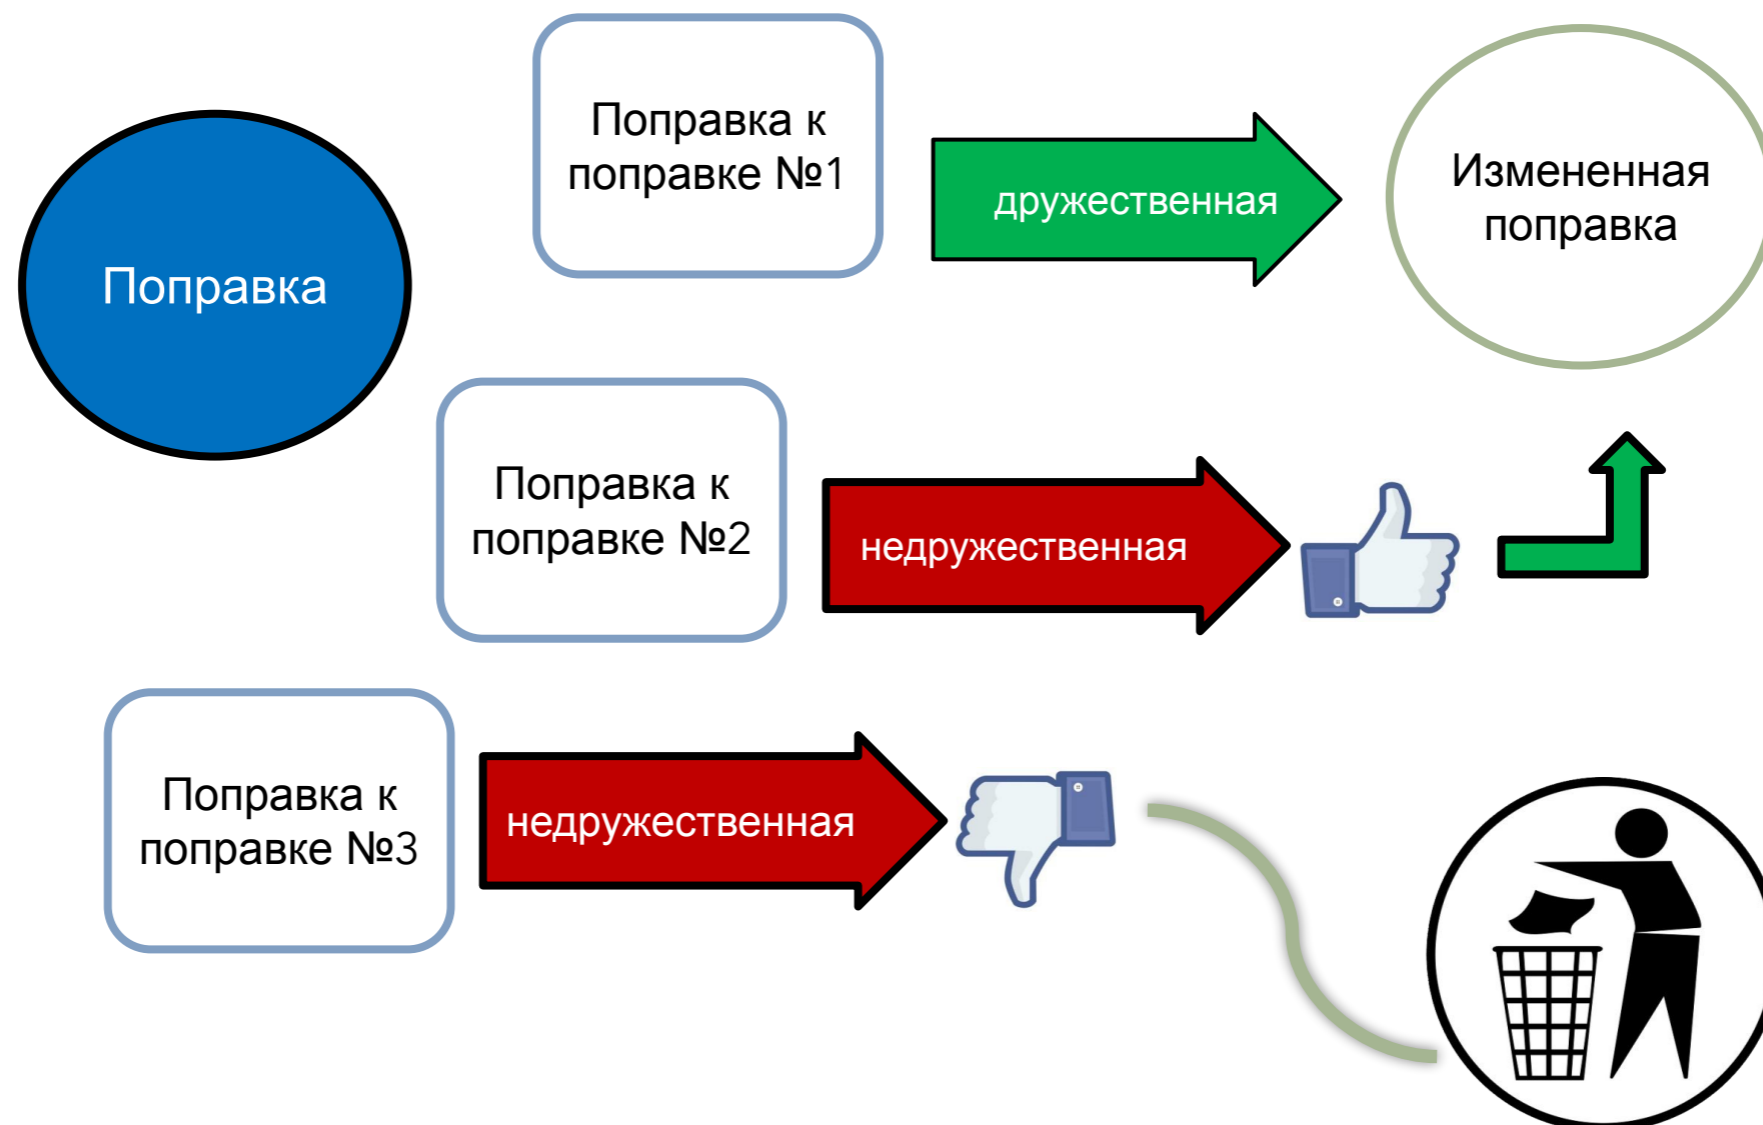 Поправка
Поправка к
поправке №1
дружественная
Измененная
поправка
Поправка к
поправке №2
недружественная
Поправка к
поправке №3
недружественная